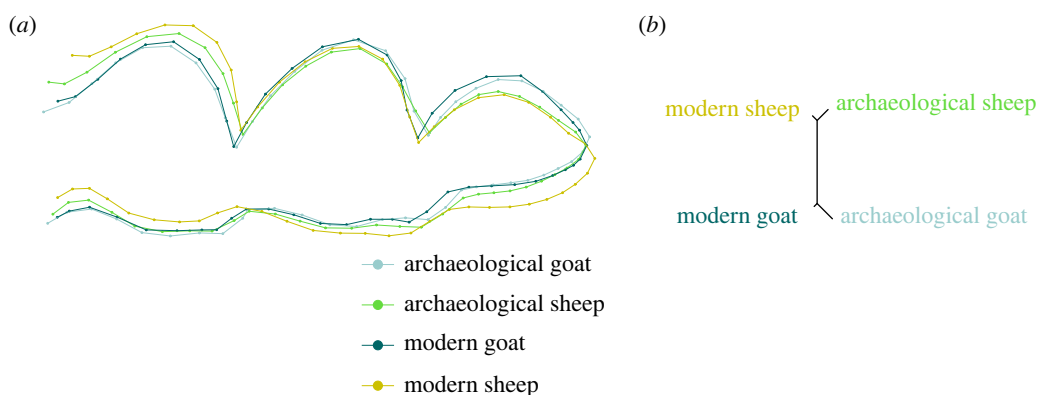 (a)
(b)
modern sheep
archaeological sheep
modern goat
archaeological goat
archaeological goat
archaeological sheep
modern goat
modern sheep